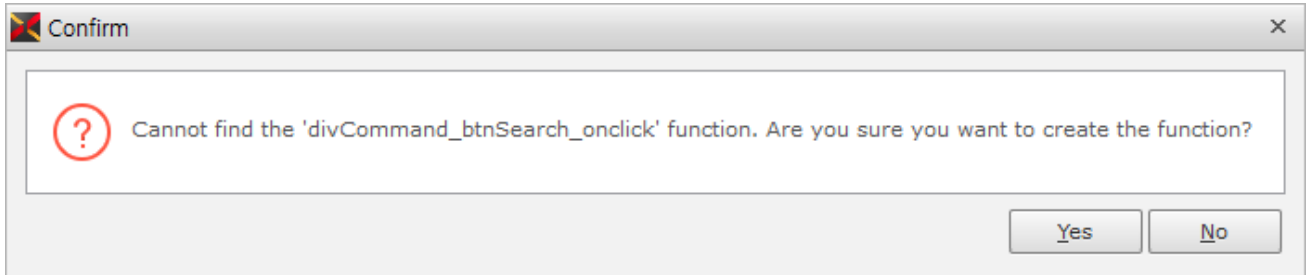 Confirm
Cannot find the 'divCommand_btnSearch_onclick' function. Are you sure you want to create the function?
Yes No